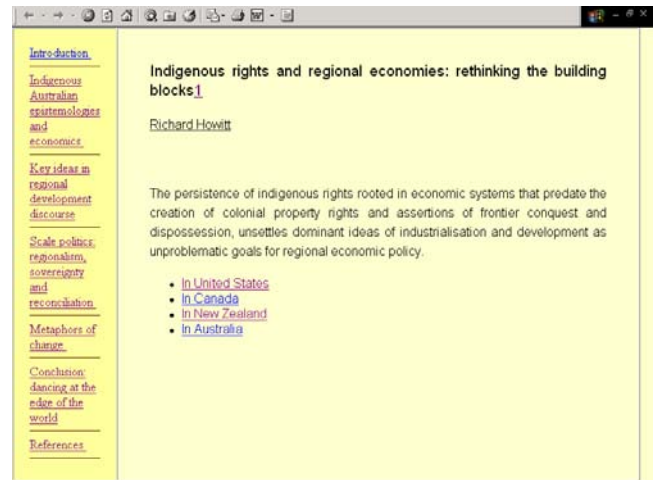 Introduction
Indigenous
Australian
epistemologies
and
economics
Key ideas in
regional
development
discourse
Scale politics:
regionalism,
sovereignty
and
reconciliation
Metaphors of
change
Conclusion:
dancing at the
edge of the
world
References
Indigenous rights and regional economies: rethinking the building
blocks1
Richard Howitt
The persistence of indigenous rights rooted in economic systems that predate the
creation of colonial property rights and assertions of frontier conquest and
dispossession, unsettles dominant ideas of industrialisation and development as
unproblematic goals for regional economic policy.
• In United States
• In Canada
• In New Zealand
• In Australia